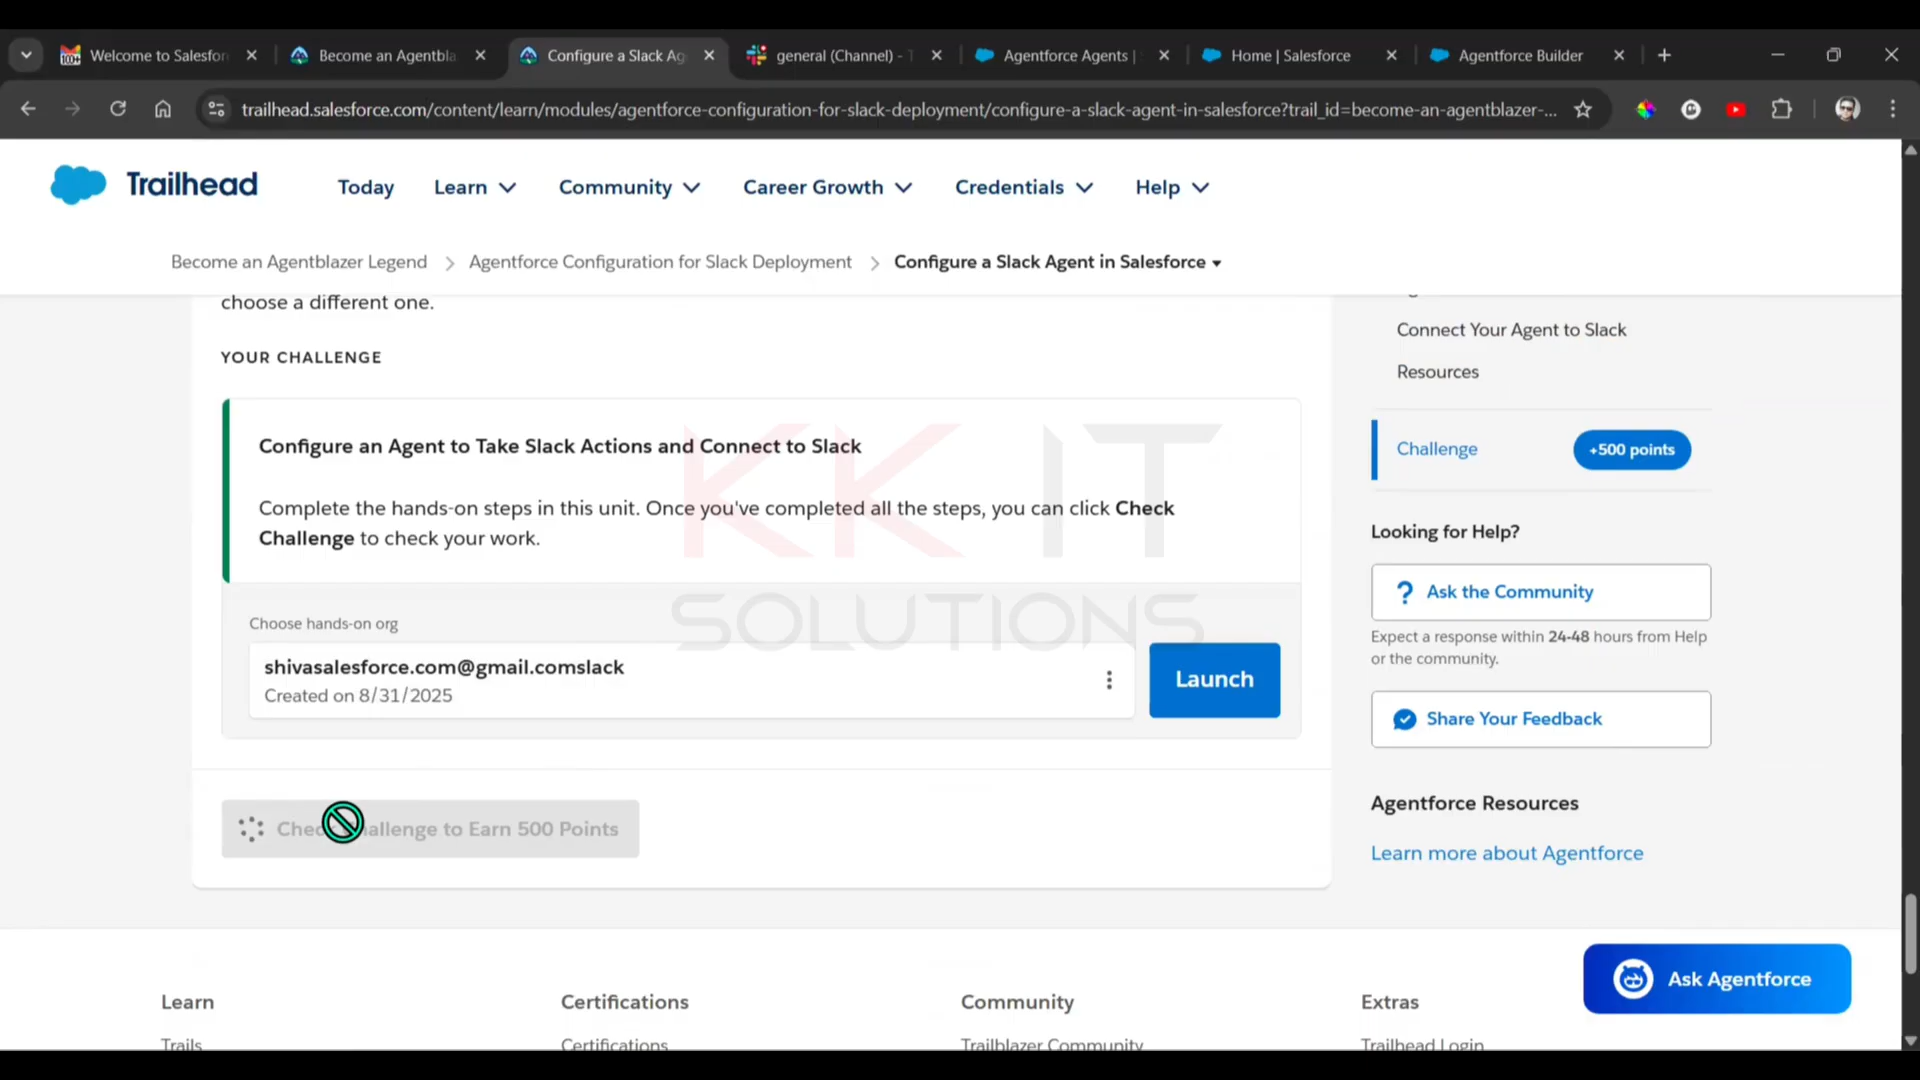 Welcome to Salesfor
Become an Agentbla
Configure a Slack Ag
general (Channel) - T
Agentforce Agents |
Home | Salesforce
Agentforce Builder
trailhead.salesforce.com/content/learn/modules/agentforce-configuration-for-slack-deployment/configure-a-slack-agent-in-salesforce?trail_id=become-an-agentblazer-...
Trailhead
Today
Learn
Community
Career Growth
Credentials
Help
Become an Agentblazer Legend > Agentforce Configuration for Slack Deployment > Configure a Slack Agent in Salesforce
choose a different one.
YOUR CHALLENGE
Configure an Agent to Take Slack Actions and Connect to Slack
Complete the hands-on steps in this unit. Once you've completed all the steps, you can click Check
Challenge to check your work.
KK IT
SOLUTIONS
Choose hands-on org
shivasalesforce.com@gmail.comslack
Created on 8/31/2025
Launch
Check Challenge to Earn 500 Points
Connect Your Agent to Slack
Resources
Challenge
+500 points
Looking for Help?
? Ask the Community
Expect a response within 24-48 hours from Help
or the community.
Share Your Feedback
Agentforce Resources
Learn more about Agentforce
Ask Agentforce
Learn
Certifications
Community
Extras
Trails
Certifications
Trailblazer Community
Trailhead Login